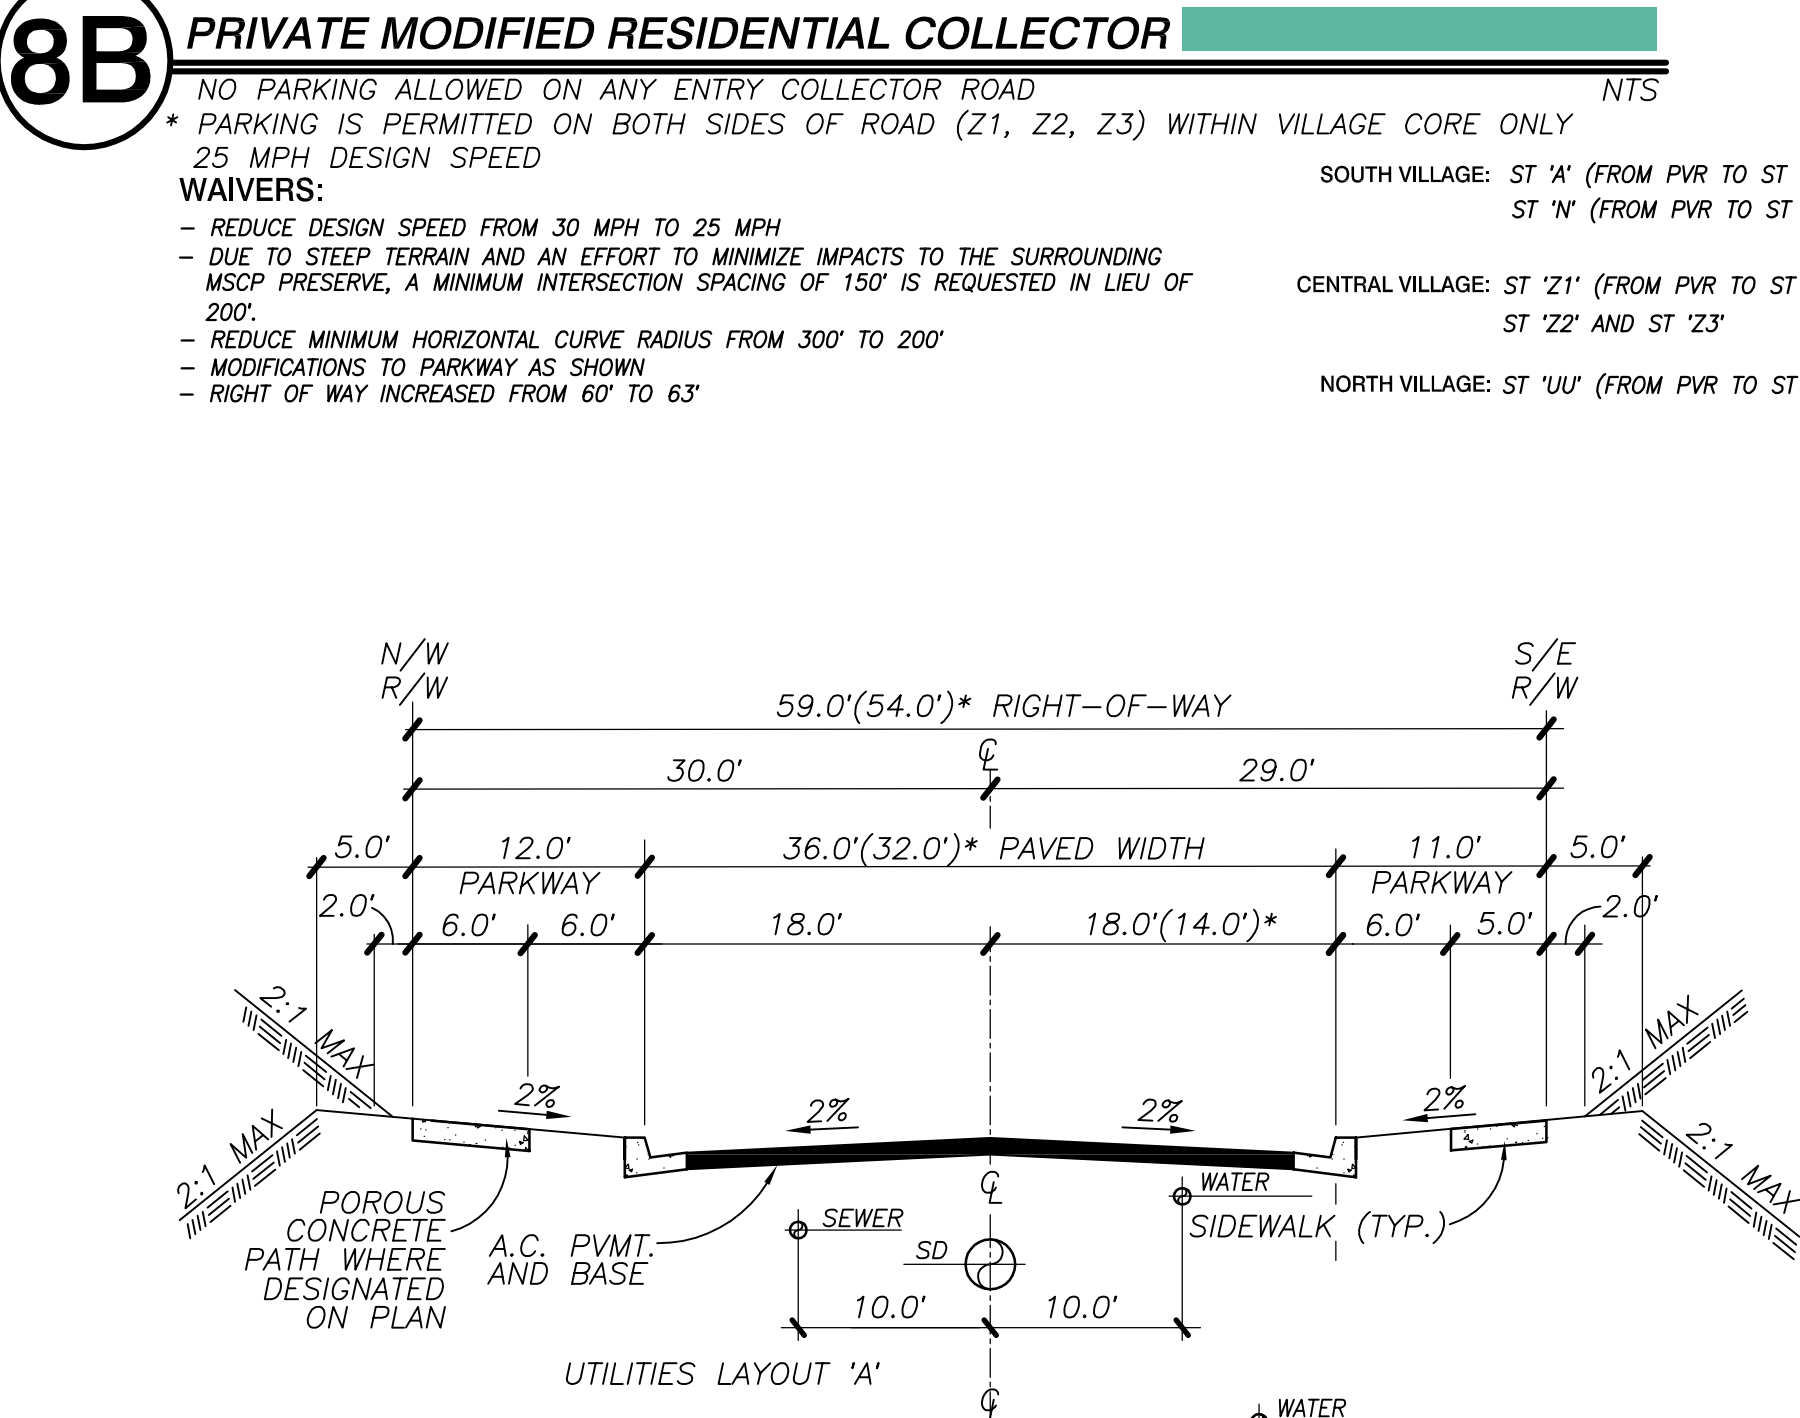 8B
PRIVATE MODIFIED RESIDENTIAL COLLECTOR
NO PARKING ALLOWED ON ANY ENTRY COLLECTOR ROAD
NTS
* PARKING IS PERMITTED ON BOTH SIDES OF ROAD (Z1, Z2, Z3) WITHIN VILLAGE CORE ONLY
25 MPH DESIGN SPEED
WAIVERS:
– REDUCE DESIGN SPEED FROM 30 MPH TO 25 MPH
– DUE TO STEEP TERRAIN AND AN EFFORT TO MINIMIZE IMPACTS TO THE SURROUNDING
MSCP PRESERVE, A MINIMUM INTERSECTION SPACING OF 150' IS REQUESTED IN LIEU OF
200'.
– REDUCE MINIMUM HORIZONTAL CURVE RADIUS FROM 300' TO 200'
– MODIFICATIONS TO PARKWAY AS SHOWN
– RIGHT OF WAY INCREASED FROM 60' TO 63'
SOUTH VILLAGE: ST 'A' (FROM PVR TO ST
ST 'N' (FROM PVR TO ST
CENTRAL VILLAGE: ST 'Z1' (FROM PVR TO ST
ST 'Z2' AND ST 'Z3'
NORTH VILLAGE: ST 'UU' (FROM PVR TO ST
N/W
R/W
S/E
R/W
59.0'(54.0')* RIGHT-OF-WAY
30.0'
℄
29.0'
5.0'
12.0'
PARKWAY
36.0'(32.0')* PAVED WIDTH
11.0'
PARKWAY
5.0'
2.0'
6.0'
6.0'
18.0'
18.0'(14.0')*
6.0'
5.0'
2.0'
2:1 MAX
2:1 MAX
2%
2%
2%
2%
2:1 MAX
2:1 MAX
POROUS
CONCRETE
PATH WHERE
DESIGNATED
ON PLAN
A.C. PVMT.
AND BASE
SEWER
SD
℄
WATER
SIDEWALK (TYP.)
10.0'
10.0'
UTILITIES LAYOUT 'A'
℄
WATER